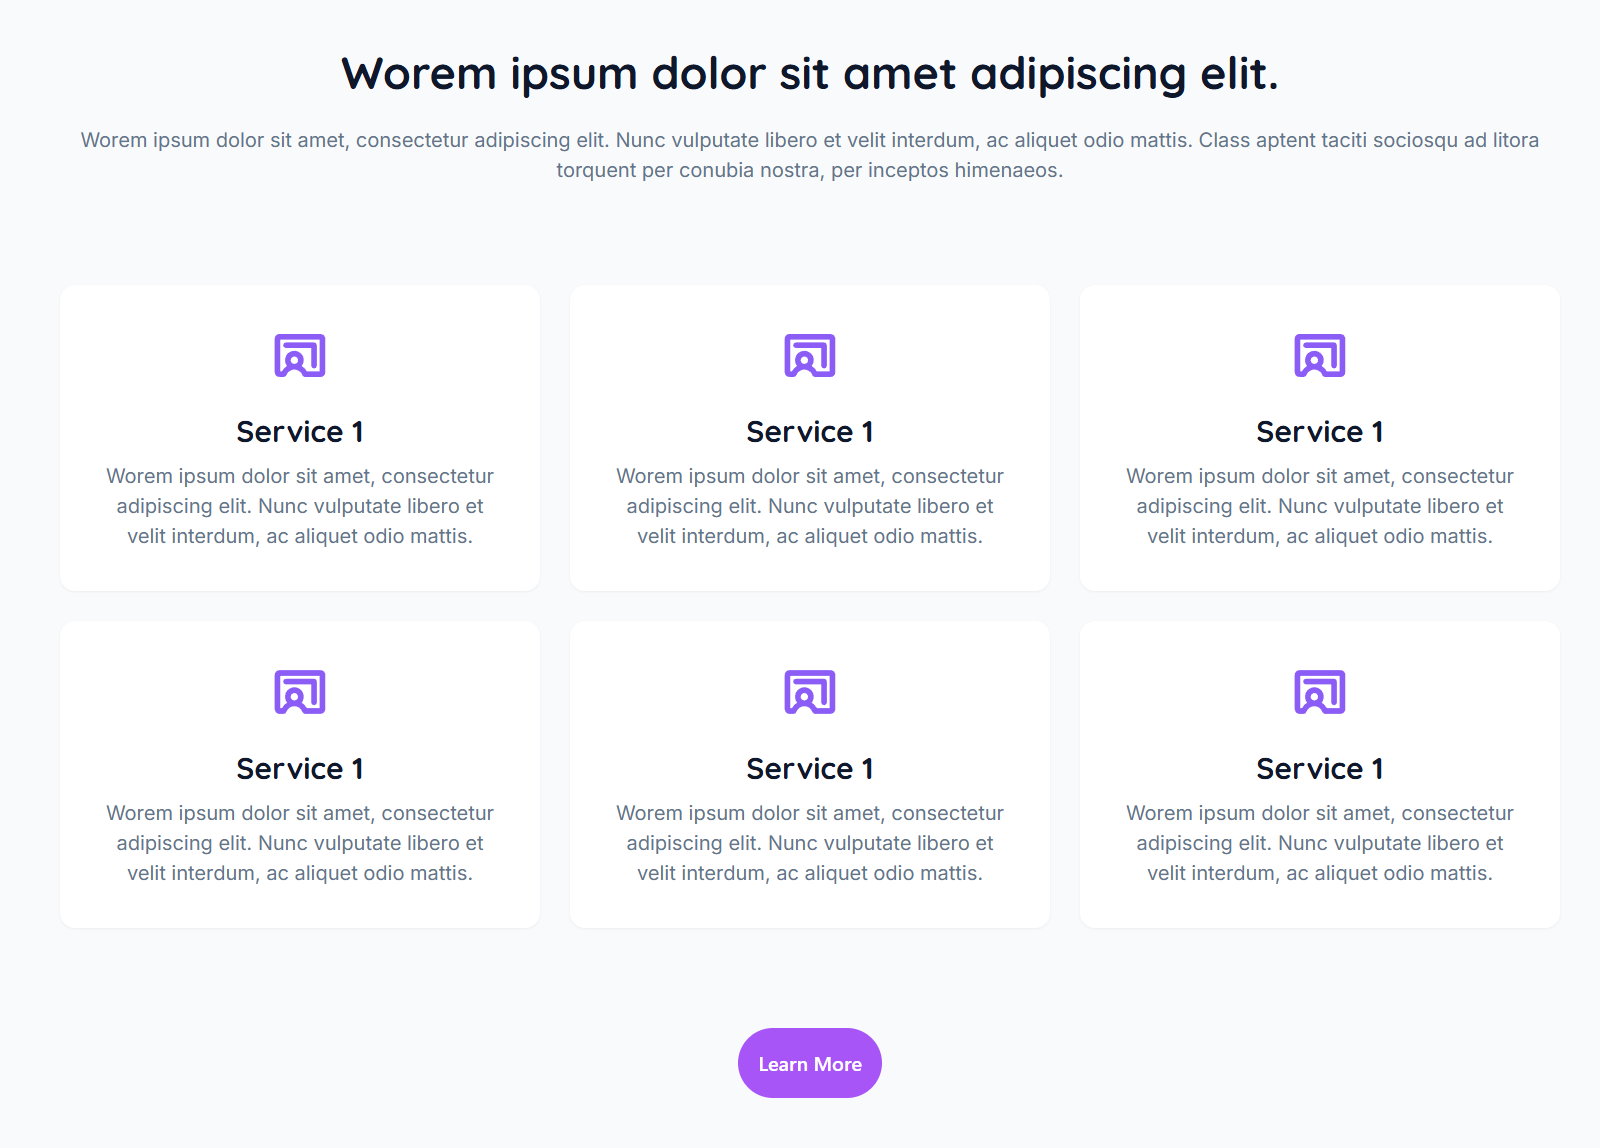 Worem ipsum dolor sit amet adipiscing elit.
Worem ipsum dolor sit amet, consectetur adipiscing elit. Nunc vulputate libero et velit interdum, ac aliquet odio mattis. Class aptent taciti sociosqu ad litora
torquent per conubia nostra, per inceptos himenaeos.
Service 1
Worem ipsum dolor sit amet, consectetur
adipiscing elit. Nunc vulputate libero et
velit interdum, ac aliquet odio mattis.
Service 1
Worem ipsum dolor sit amet, consectetur
adipiscing elit. Nunc vulputate libero et
velit interdum, ac aliquet odio mattis.
Service 1
Worem ipsum dolor sit amet, consectetur
adipiscing elit. Nunc vulputate libero et
velit interdum, ac aliquet odio mattis.
Service 1
Worem ipsum dolor sit amet, consectetur
adipiscing elit. Nunc vulputate libero et
velit interdum, ac aliquet odio mattis.
Service 1
Worem ipsum dolor sit amet, consectetur
adipiscing elit. Nunc vulputate libero et
velit interdum, ac aliquet odio mattis.
Service 1
Worem ipsum dolor sit amet, consectetur
adipiscing elit. Nunc vulputate libero et
velit interdum, ac aliquet odio mattis.
Learn More